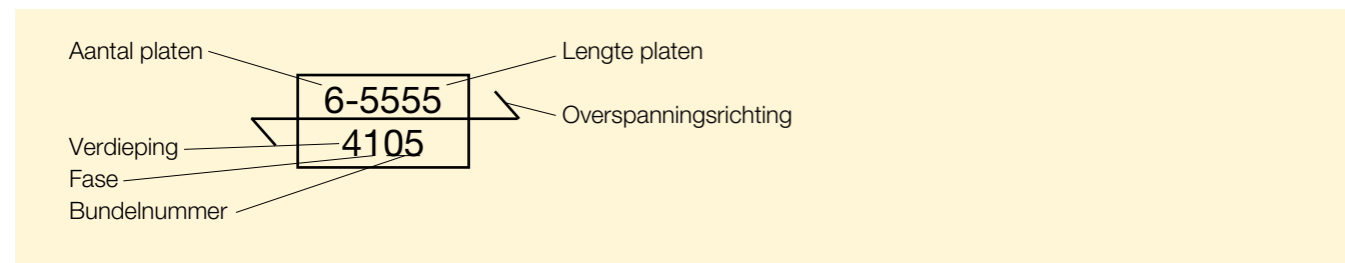 Aantal platen
Lengte platen
6-5555
Overspanningsrichting
4105
Verdieping
Fase
Bundelnummer